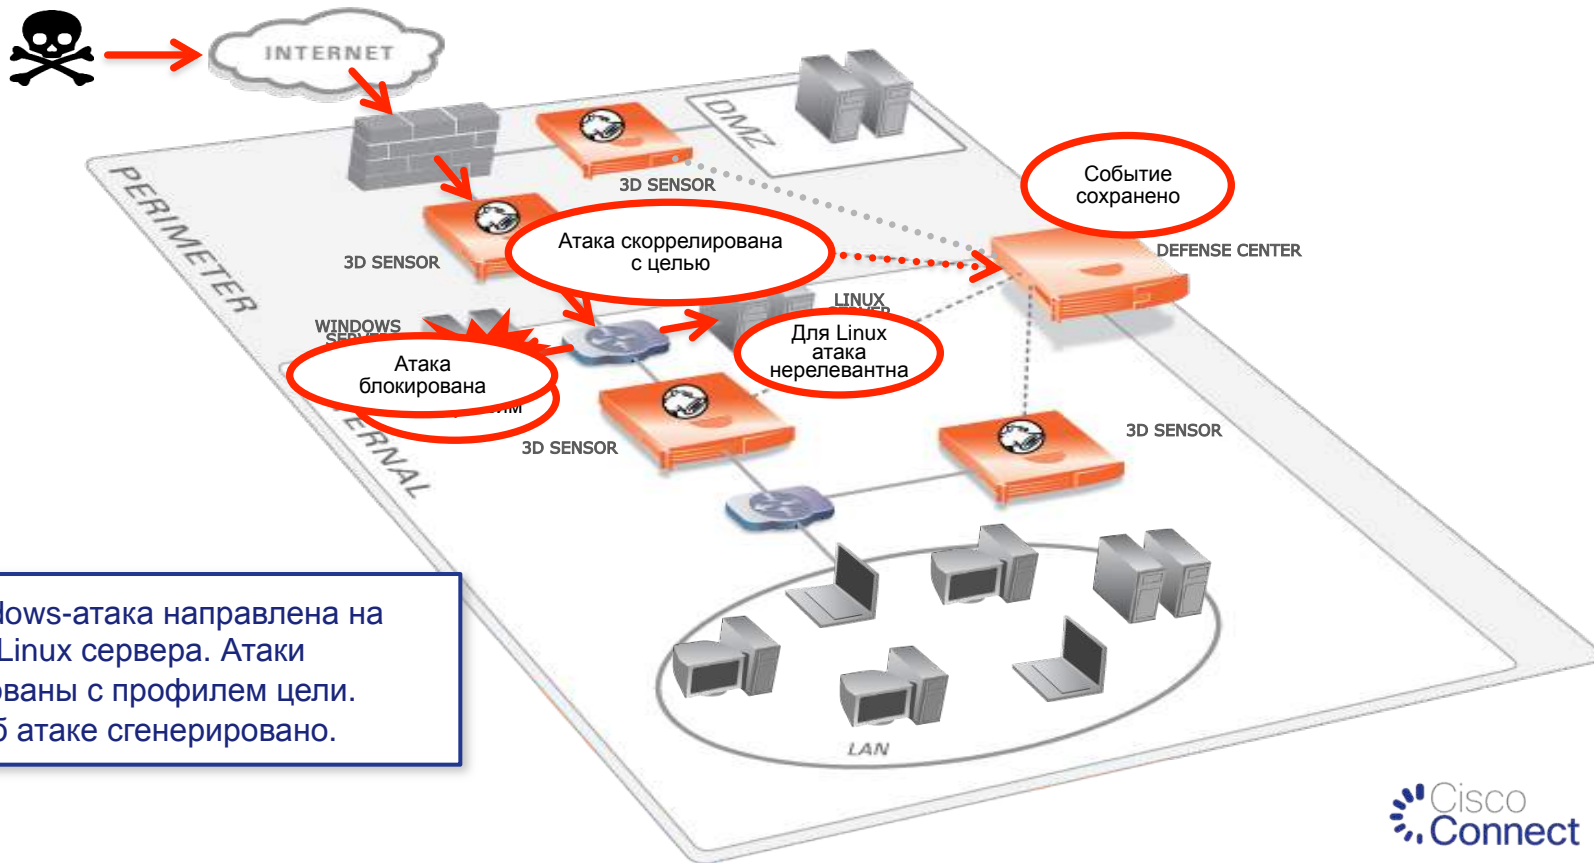 INTERNET
DMZ
PERIMETER
3D SENSOR
Событие
сохранено
3D SENSOR
Атака скоррелирована
с целью
DEFENSE CENTER
WINDOWS
LINUX
Для Linux
атака
нерелевантна
Атака
блокирована
3D SENSOR
3D SENSOR
LAN
dows-атака направлена на
Linux сервера. Атаки
ованы с профилем цели.
б атаке сгенерировано.
Cisco
Connect